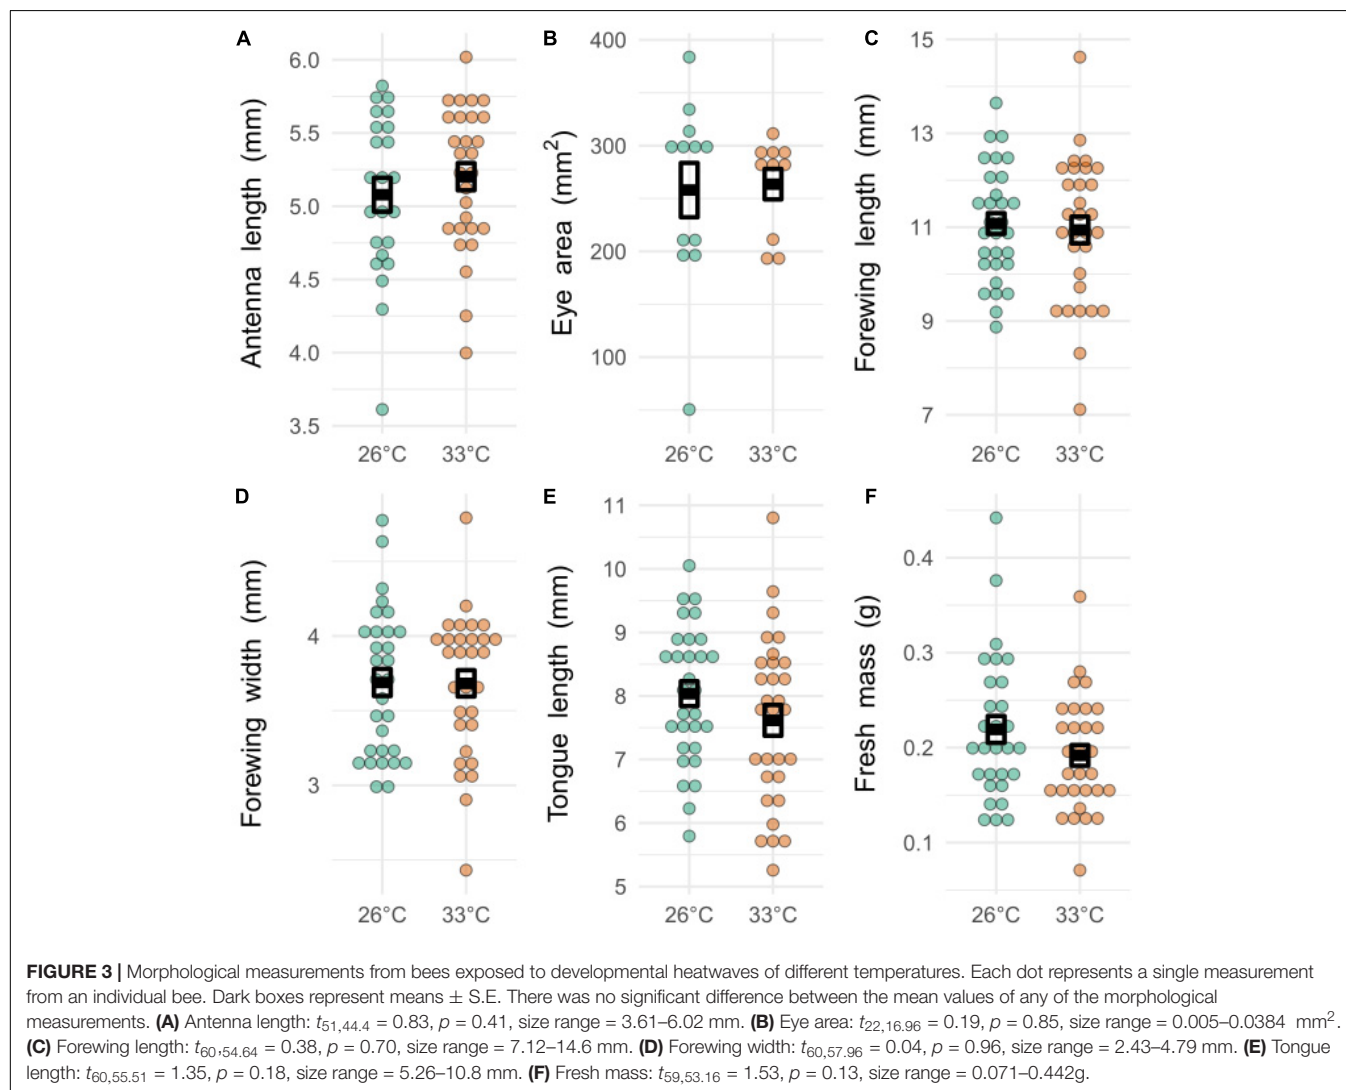 A
B
C
Antenna length (mm)
6.0
5.5
5.0
4.5
4.0
3.5
26°C 33°C
Eye area (mm²)
400
300
200
100
26°C 33°C
Forewing length (mm)
15
13
11
9
7
26°C 33°C
D
E
F
Forewing width (mm)
4
3
26°C 33°C
Tongue length (mm)
11
10
9
8
7
6
5
26°C 33°C
Fresh mass (g)
0.4
0.3
0.2
0.1
26°C 33°C
FIGURE 3 | Morphological measurements from bees exposed to developmental heatwaves of different temperatures. Each dot represents a single measurement
from an individual bee. Dark boxes represent means ± S.E. There was no significant difference between the mean values of any of the morphological
measurements. (A) Antenna length: t51,44.4 = 0.83, p = 0.41, size range = 3.61–6.02 mm. (B) Eye area: t22,16.96 = 0.19, p = 0.85, size range = 0.005–0.0384 mm².
(C) Forewing length: t60,54.64 = 0.38, p = 0.70, size range = 7.12–14.6 mm. (D) Forewing width: t60,57.96 = 0.04, p = 0.96, size range = 2.43–4.79 mm. (E) Tongue
length: t60,55.51 = 1.35, p = 0.18, size range = 5.26–10.8 mm. (F) Fresh mass: t59,53.16 = 1.53, p = 0.13, size range = 0.071–0.442g.